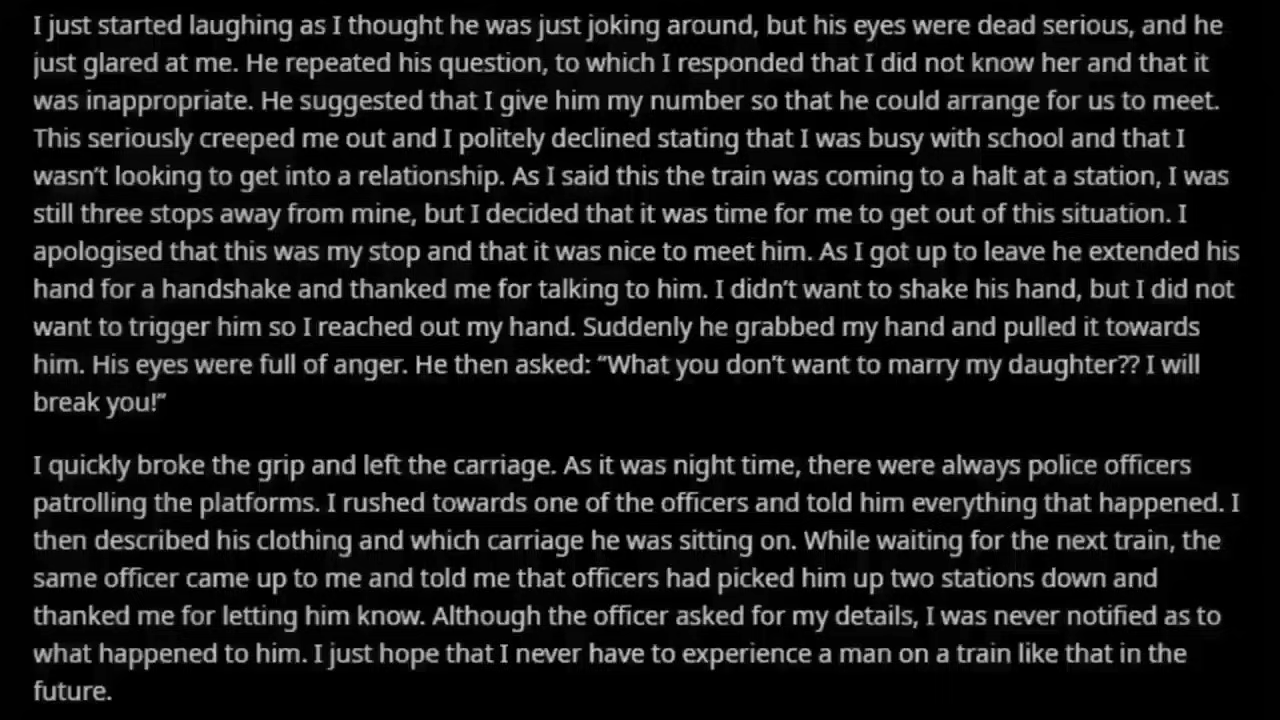 I just started laughing as I thought he was just joking around, but his eyes were dead serious, and he
just glared at me. He repeated his question, to which I responded that I did not know her and that it
was inappropriate. He suggested that I give him my number so that he could arrange for us to meet.
This seriously creeped me out and I politely declined stating that I was busy with school and that I
wasn’t looking to get into a relationship. As I said this the train was coming to a halt at a station, I was
still three stops away from mine, but I decided that it was time for me to get out of this situation. I
apologised that this was my stop and that it was nice to meet him. As I got up to leave he extended his
hand for a handshake and thanked me for talking to him. I didn’t want to shake his hand, but I did not
want to trigger him so I reached out my hand. Suddenly he grabbed my hand and pulled it towards
him. His eyes were full of anger. He then asked: “What you don’t want to marry my daughter?? I will
break you!”
I quickly broke the grip and left the carriage. As it was night time, there were always police officers
patrolling the platforms. I rushed towards one of the officers and told him everything that happened. I
then described his clothing and which carriage he was sitting on. While waiting for the next train, the
same officer came up to me and told me that officers had picked him up two stations down and
thanked me for letting him know. Although the officer asked for my details, I was never notified as to
what happened to him. I just hope that I never have to experience a man on a train like that in the
future.